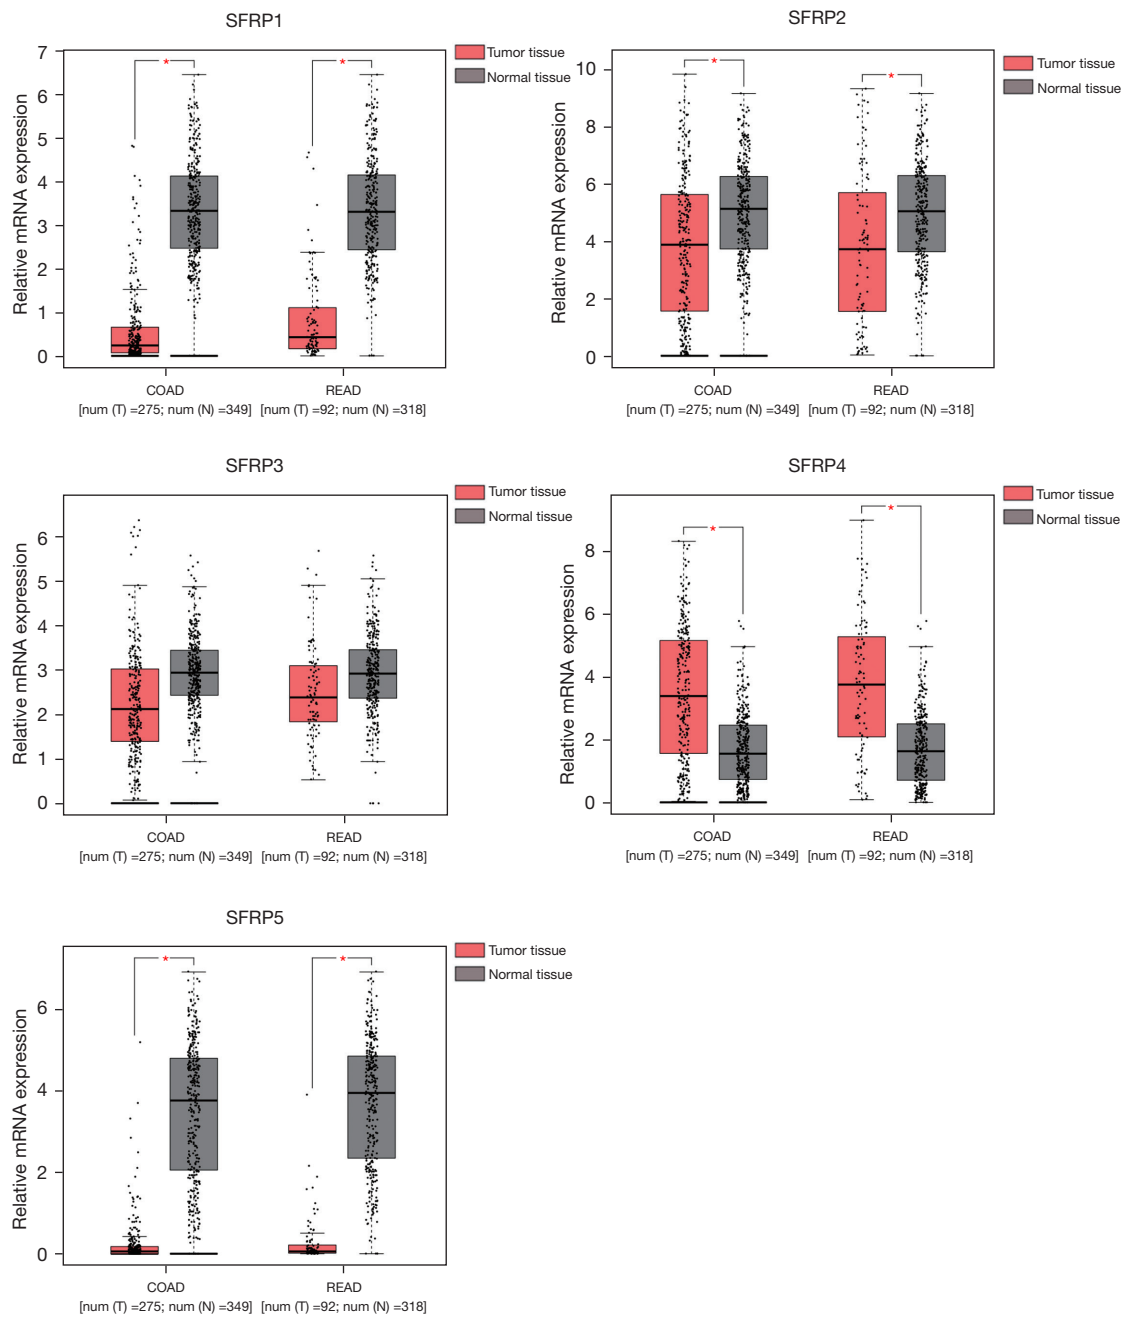 SFRP1
Relative mRNA expression
7
6
5
4
3
2
1
0
*
*
Tumor tissue
Normal tissue
COAD
READ
[num (T) =275; num (N) =349] [num (T) =92; num (N) =318]
SFRP2
Relative mRNA expression
10
8
6
4
2
0
*
*
Tumor tissue
Normal tissue
COAD
READ
[num (T) =275; num (N) =349] [num (T) =92; num (N) =318]
SFRP3
Relative mRNA expression
6
5
4
3
2
1
0
Tumor tissue
Normal tissue
COAD
READ
[num (T) =275; num (N) =349] [num (T) =92; num (N) =318]
SFRP4
Relative mRNA expression
8
6
4
2
0
*
*
Tumor tissue
Normal tissue
COAD
READ
[num (T) =275; num (N) =349] [num (T) =92; num (N) =318]
SFRP5
Relative mRNA expression
6
4
2
0
*
*
Tumor tissue
Normal tissue
COAD
READ
[num (T) =275; num (N) =349] [num (T) =92; num (N) =318]